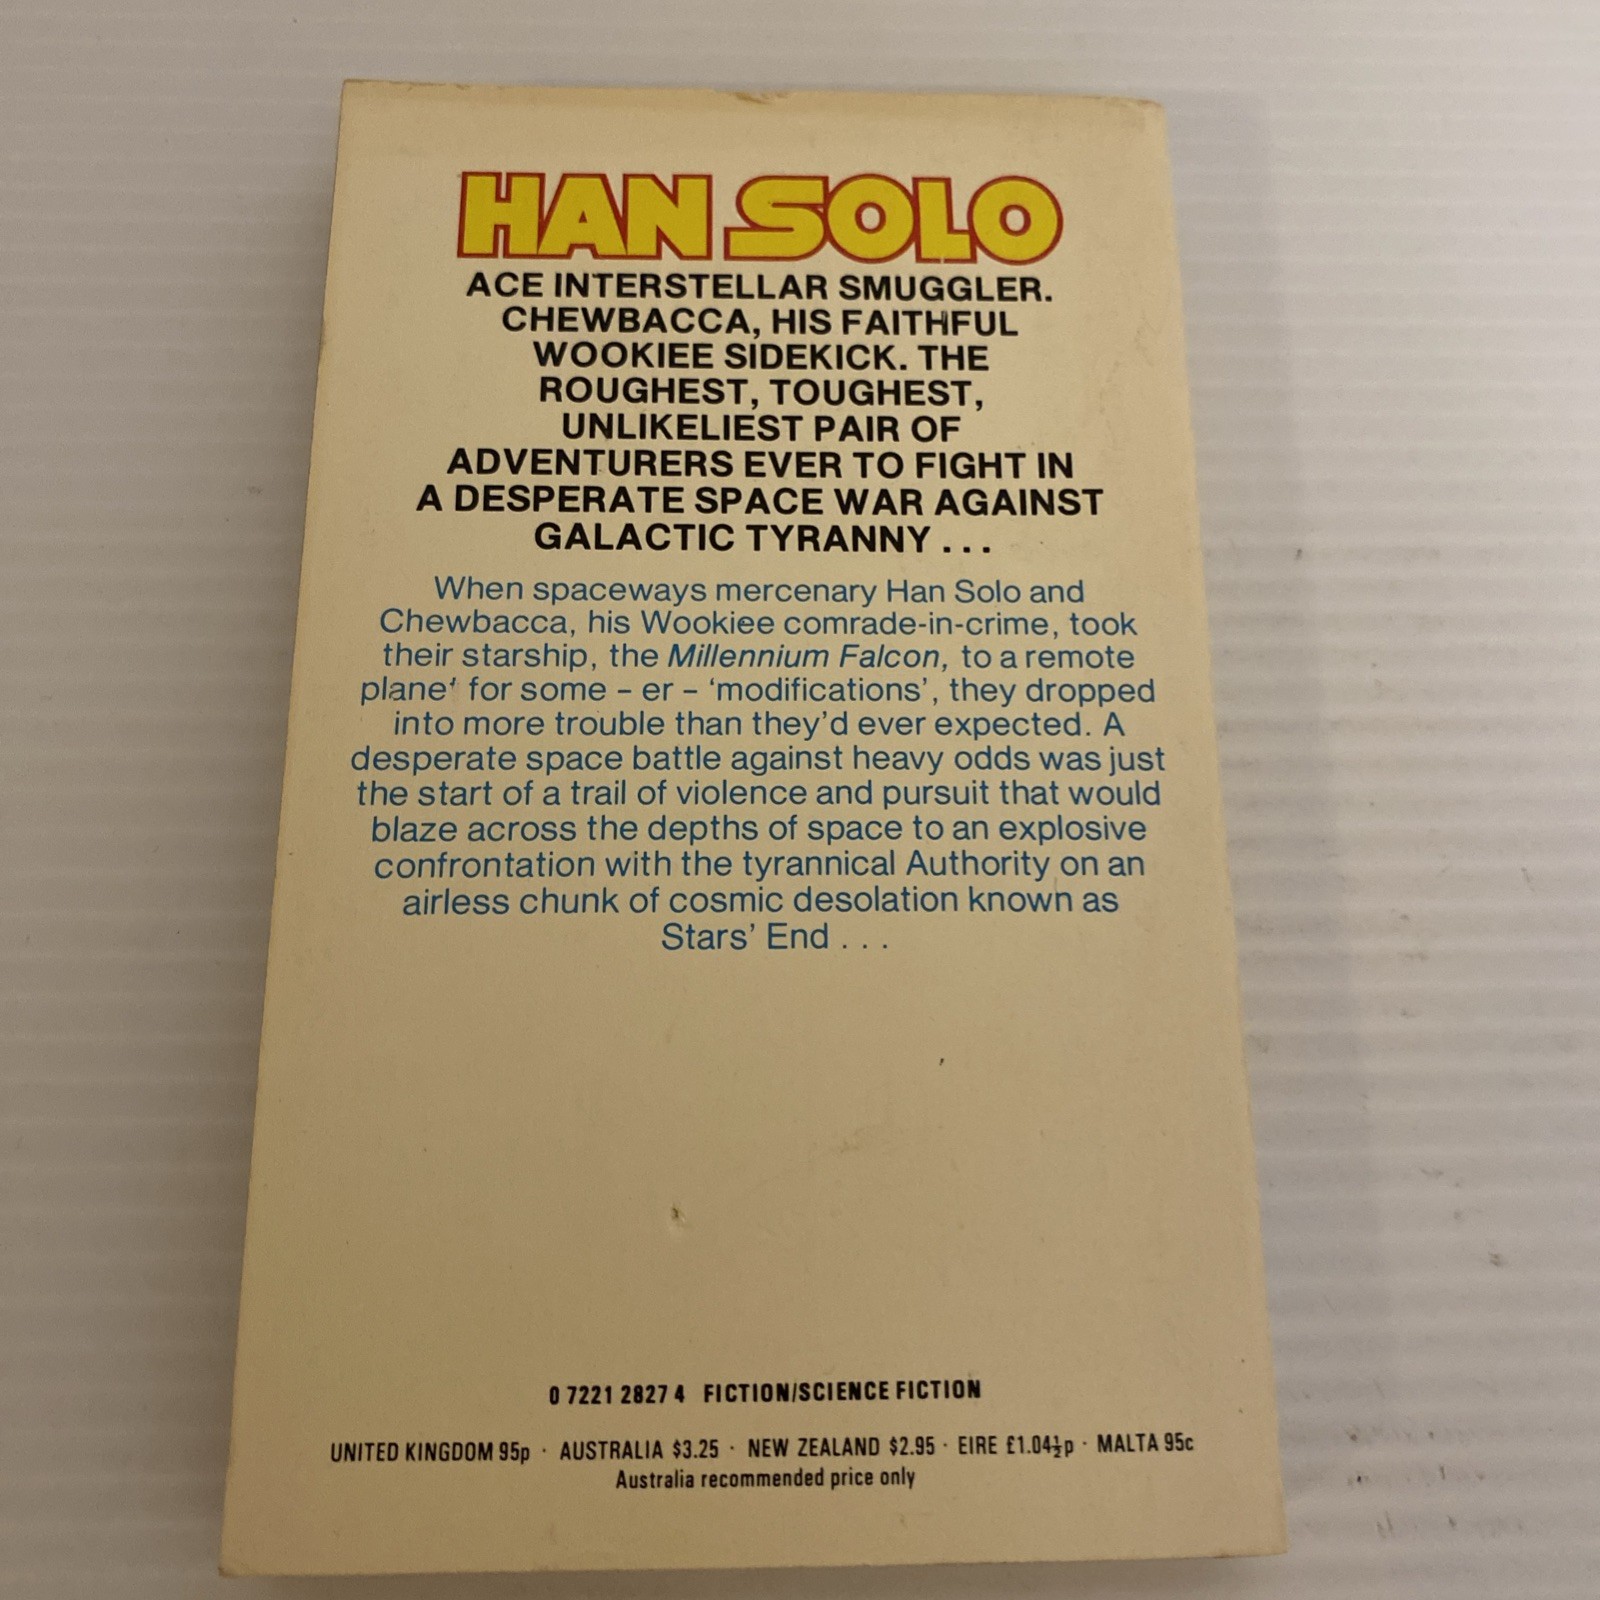 HAN SOLO
ACE INTERSTELLAR SMUGGLER.
CHEWBACCA, HIS FAITHFUL
WOOKIEE SIDEKICK. THE
ROUGHEST, TOUGHEST,
UNLIKELIEST PAIR OF
ADVENTURERS EVER TO FIGHT IN
A DESPERATE SPACE WAR AGAINST
GALACTIC TYRANNY . . .
When spaceways mercenary Han Solo and
Chewbacca, his Wookiee comrade-in-crime, took
their starship, the Millennium Falcon, to a remote
planet for some – er – ‘modifications’, they dropped
into more trouble than they’d ever expected. A
desperate space battle against heavy odds was just
the start of a trail of violence and pursuit that would
blaze across the depths of space to an explosive
confrontation with the tyrannical Authority on an
airless chunk of cosmic desolation known as
Stars’ End . . .
0 7221 2827 4 FICTION/SCIENCE FICTION
UNITED KINGDOM 95p · AUSTRALIA $3.25 · NEW ZEALAND $2.95 · EIRE £1.04½p · MALTA 95c
Australia recommended price only